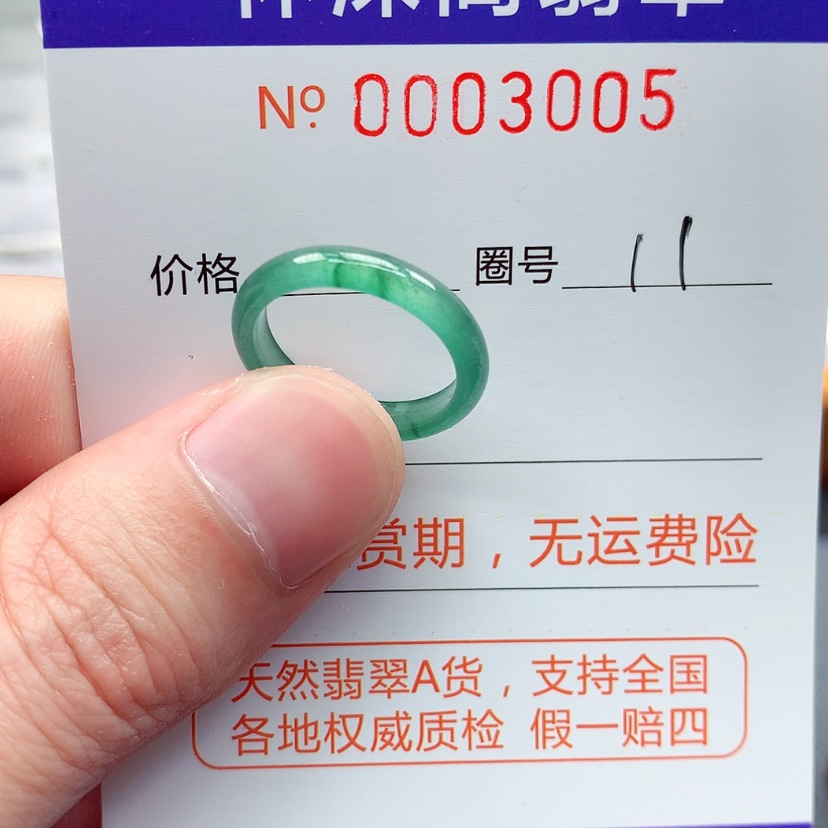 № 0003005
价格 圈号 11
赏期，无运费险
天然翡翠A货，支持全国
各地权威质检 假一赔四